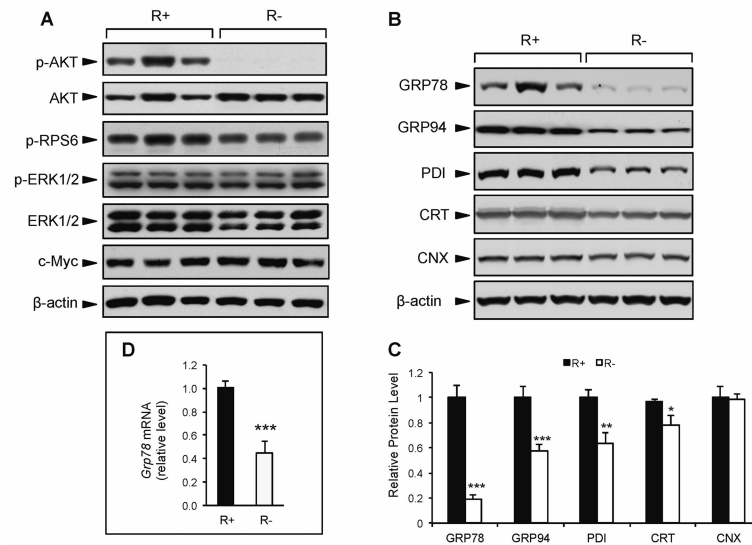 A
R+ R-
p-AKT
AKT
p-RPS6
p-ERK1/2
ERK1/2
c-Myc
β-actin
B
R+ R-
GRP78
GRP94
PDI
CRT
CNX
β-actin
D
Grp78 mRNA
(relative level)
1.2
1.0
0.8
0.6
0.4
0.2
0.0
***
R+ R-
C
R+ R-
Relative Protein Level
1.2
1
0.8
0.6
0.4
0.2
0
*** *** ** *
GRP78 GRP94 PDI CRT CNX